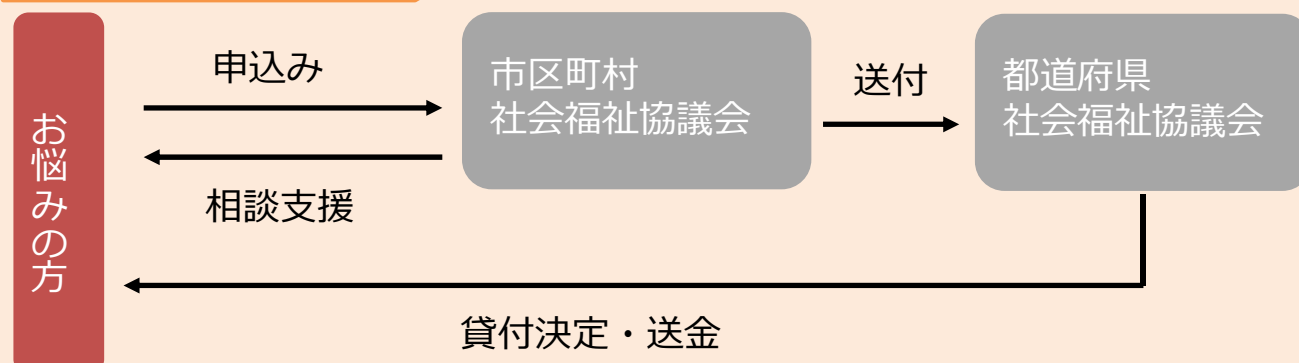 お悩みの方
申込み
相談支援
市区町村
社会福祉協議会
送付
都道府県
社会福祉協議会
貸付決定・送金